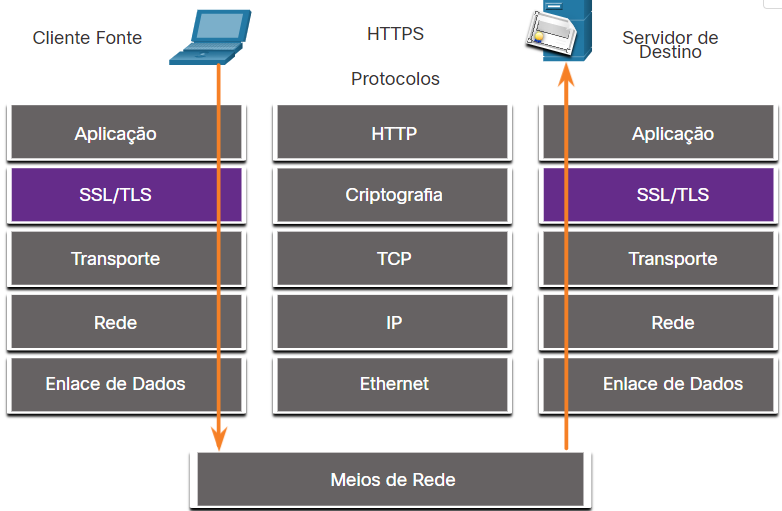 Cliente Fonte
HTTPS
Servidor de
Destino
Protocolos
Aplicação
HTTP
Aplicação
SSL/TLS
Criptografia
SSL/TLS
Transporte
TCP
Transporte
Rede
IP
Rede
Enlace de Dados
Ethernet
Enlace de Dados
Meios de Rede